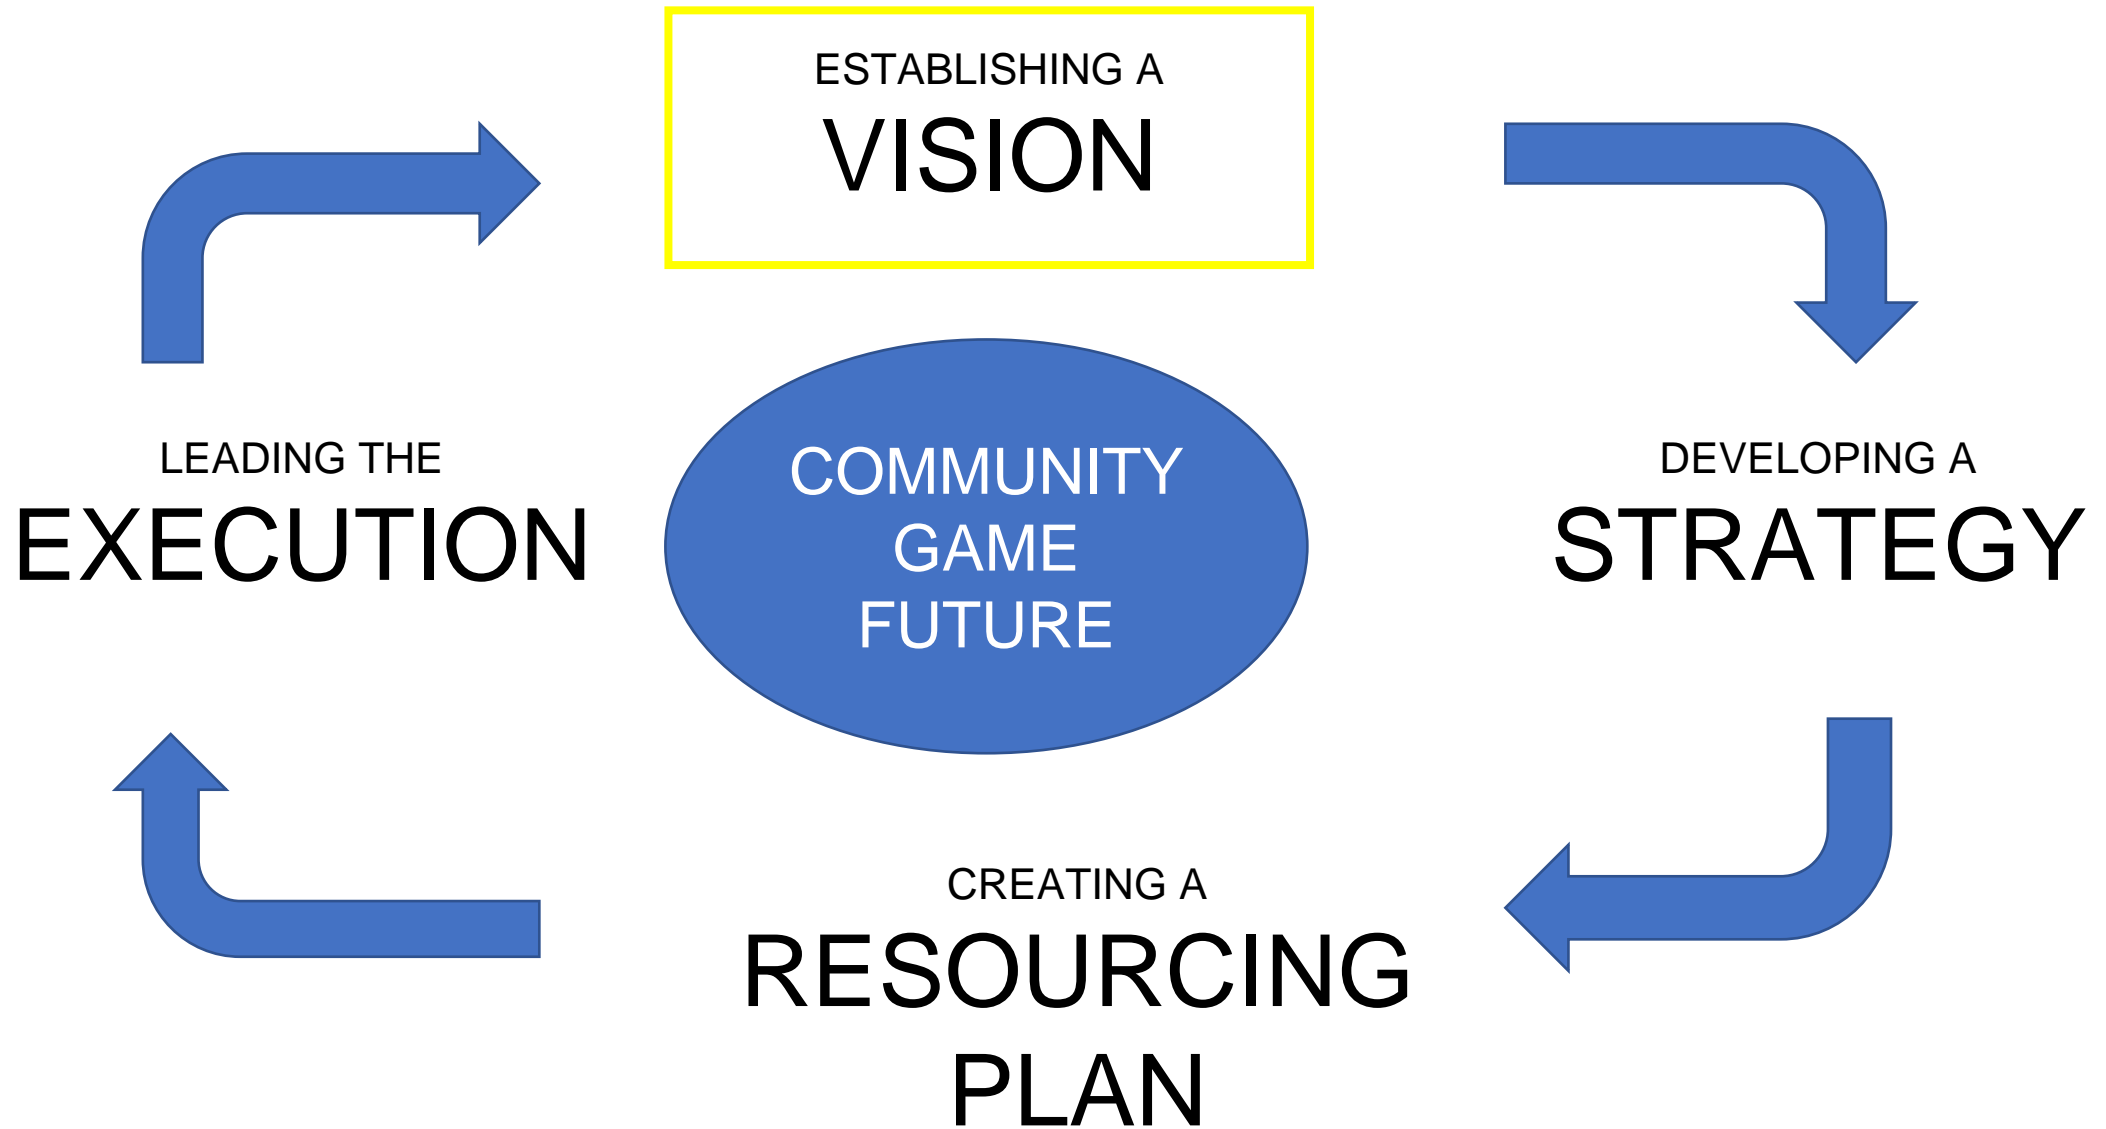 ESTABLISHING A
VISION
LEADING THE
EXECUTION
COMMUNITY
GAME
FUTURE
DEVELOPING A
STRATEGY
CREATING A
RESOURCING
PLAN